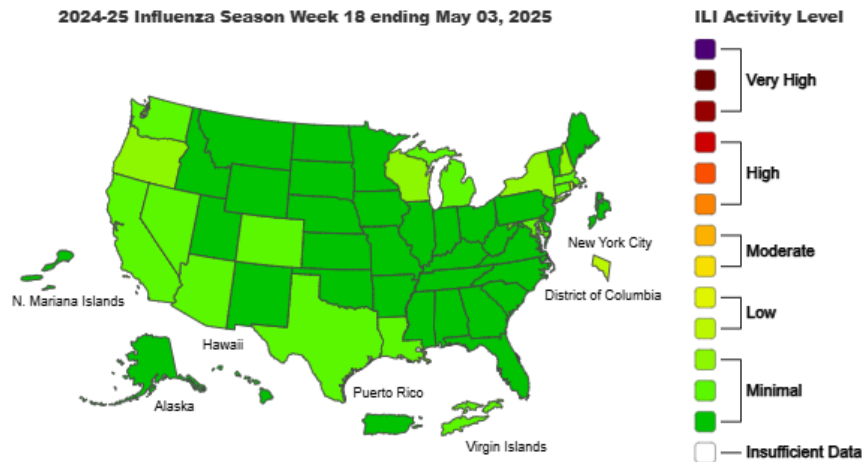 2024-25 Influenza Season Week 18 ending May 03, 2025
ILI Activity Level
Very High
High
New York City
Moderate
N. Mariana Islands
District of Columbia
Low
Hawaii
Alaska
Puerto Rico
Minimal
Virgin Islands
Insufficient Data